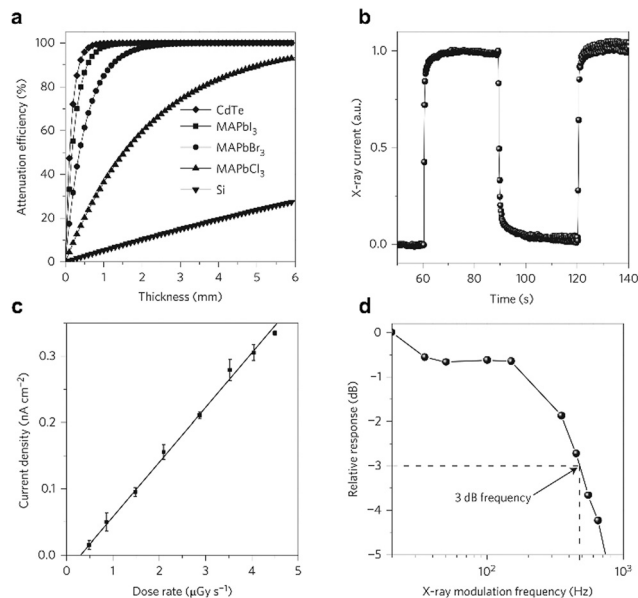 a
100
80
60
40
20
0
Attenuation efficiency (%)
CdTe
MAPbI3
MAPbBr3
MAPbCl3
Si
0
2
4
6
Thickness (mm)
b
1.0
0.5
0.0
X-ray current (a.u.)
60
80
100
120
140
Time (s)
c
0.3
0.2
0.1
0.0
Current density (nA cm−2)
0
1
2
3
4
5
Dose rate (μGy s−1)
d
0
−1
−2
−3
−4
−5
Relative response (dB)
3 dB frequency
10²
10³
X-ray modulation frequency (Hz)